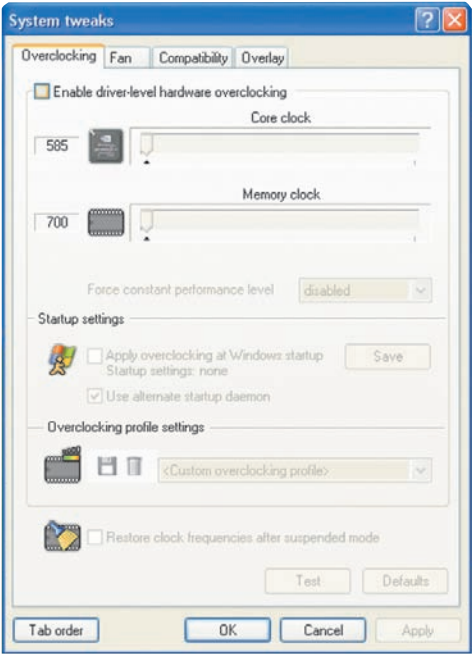 System tweaks
Overclocking Fan Compatibility Overlay
Enable driver-level hardware overclocking
Core clock
585
Memory clock
700
Force constant performance level disabled
Startup settings
Apply overclocking at Windows startup Save
Startup settings: none
Use alternate startup daemon
Overclocking profile settings
<Custom overclocking profile>
Restore clock frequencies after suspended mode
Test Defaults
Tab order OK Cancel Apply